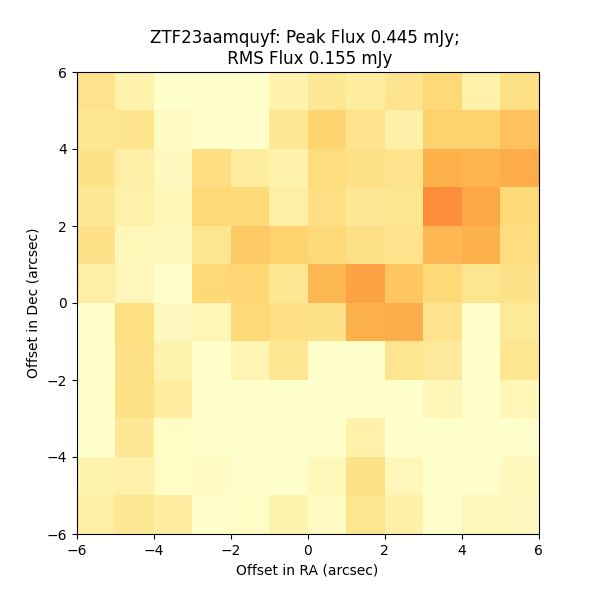 ZTF23aamquyf: Peak Flux 0.445 mJy;
RMS Flux 0.155 mJy
6
4
2
0
−2
−4
−6
Offset in Dec (arcsec)
−6 −4 −2 0 2 4 6
Offset in RA (arcsec)